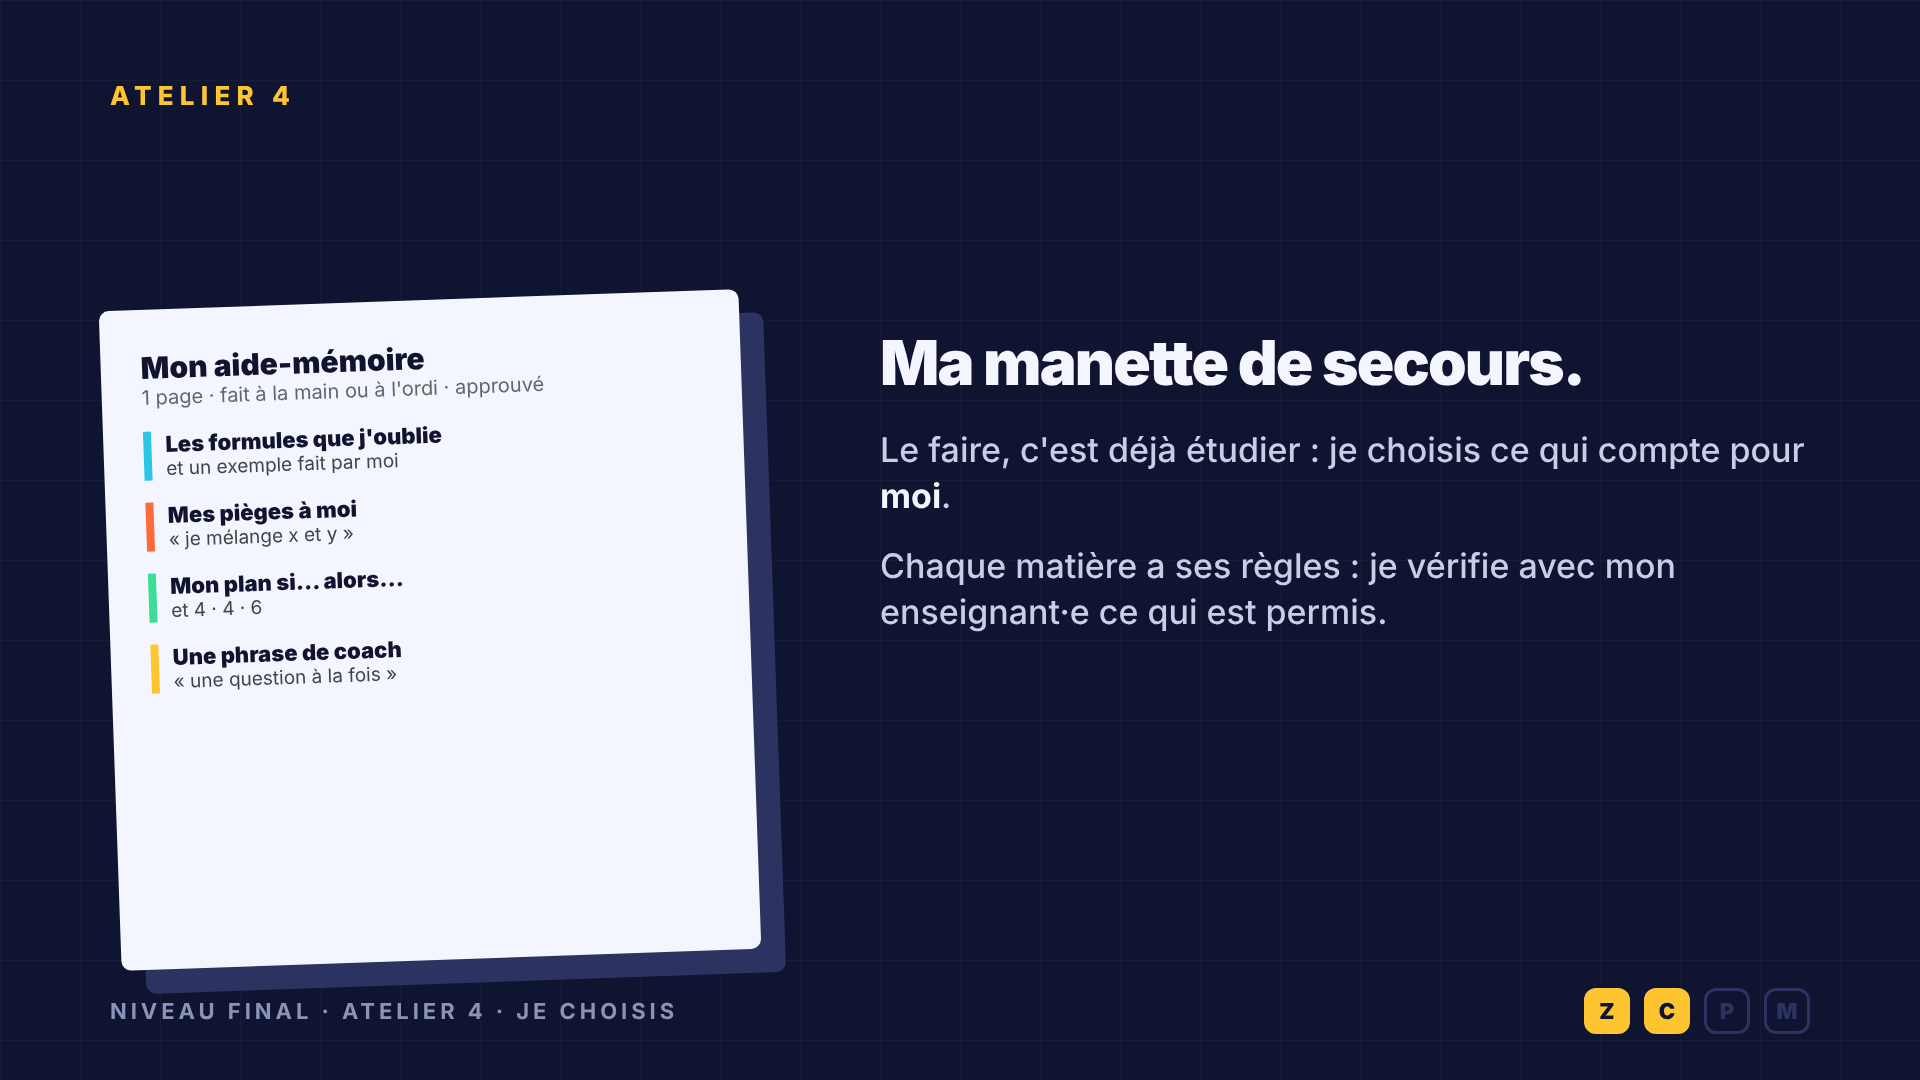 ATELIER 4
Mon aide-mémoire
1 page · fait à la main ou à l'ordi · approuvé
Les formules que j'oublie
et un exemple fait par moi
Mes pièges à moi
« je mélange x et y »
Mon plan si… alors…
et 4 · 4 · 6
Une phrase de coach
« une question à la fois »
Ma manette de secours.
Le faire, c'est déjà étudier : je choisis ce qui compte pour
moi.
Chaque matière a ses règles : je vérifie avec mon
enseignant·e ce qui est permis.
NIVEAU FINAL · ATELIER 4 · JE CHOISIS
Z C P M